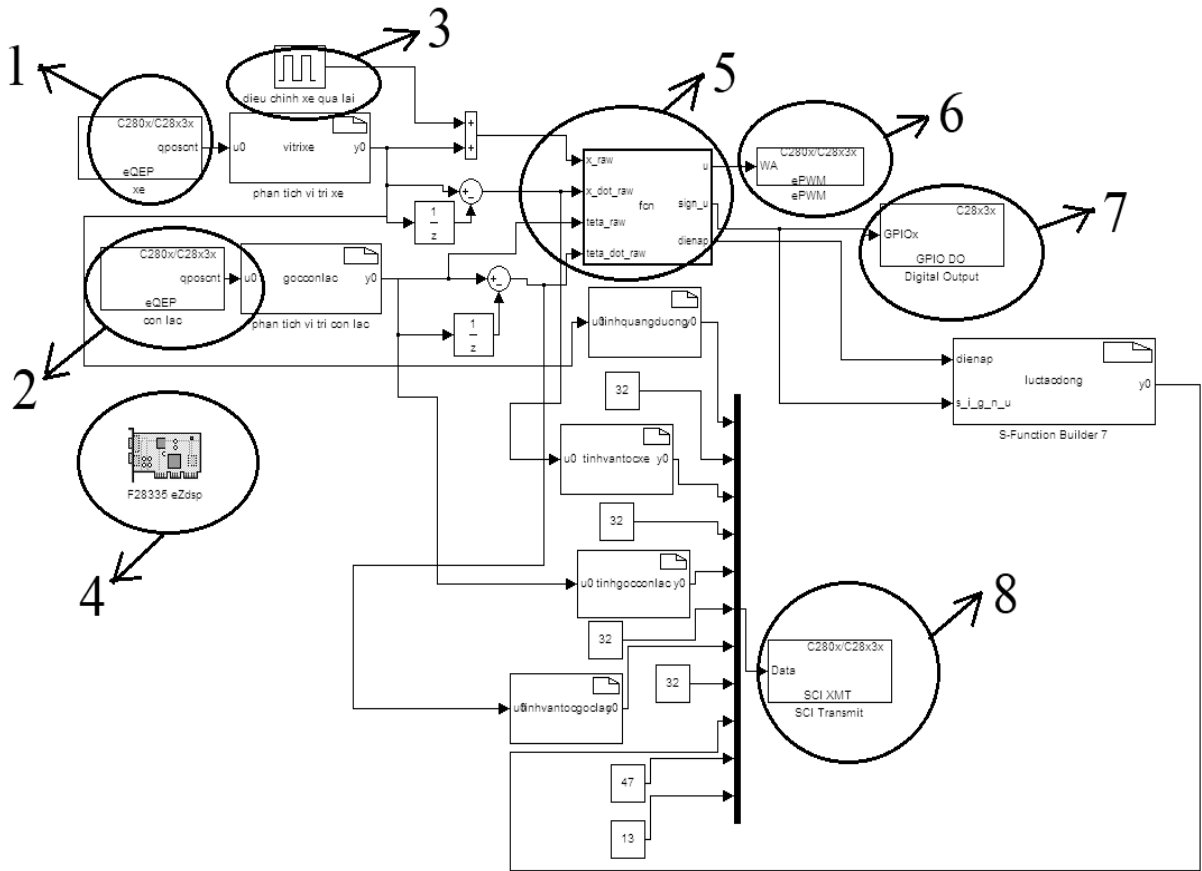 1
3
5
6
7
2
4
8
C280x/C28x3x
qposcnt
eQEP
xe
dieu chinh xe qua lai
u0 vitrixe y0
phan tich vi tri xe
+
+
+
-
1
z
C280x/C28x3x
qposcnt
eQEP
con lac
u0 gocconlac y0
phan tich vi tri con lac
+
-
1
z
x_raw
x_dot_raw
teta_raw
teta_dot_raw
fcn
u
sign_u
dienap
C280x/C28x3x
WA
ePWM
ePWM
C28x3x
GPIOx
GPIO DO
Digital Output
dienap
s_i_g_n_u
luctacdong
y0
S-Function Builder 7
F28335 eZdsp
u0 tinhquangduong y0
32
u0 tinhvantocxe y0
32
u0 tinhgocconlac y0
32
32
47
13
C280x/C28x3x
Data
SCI XMT
SCI Transmit